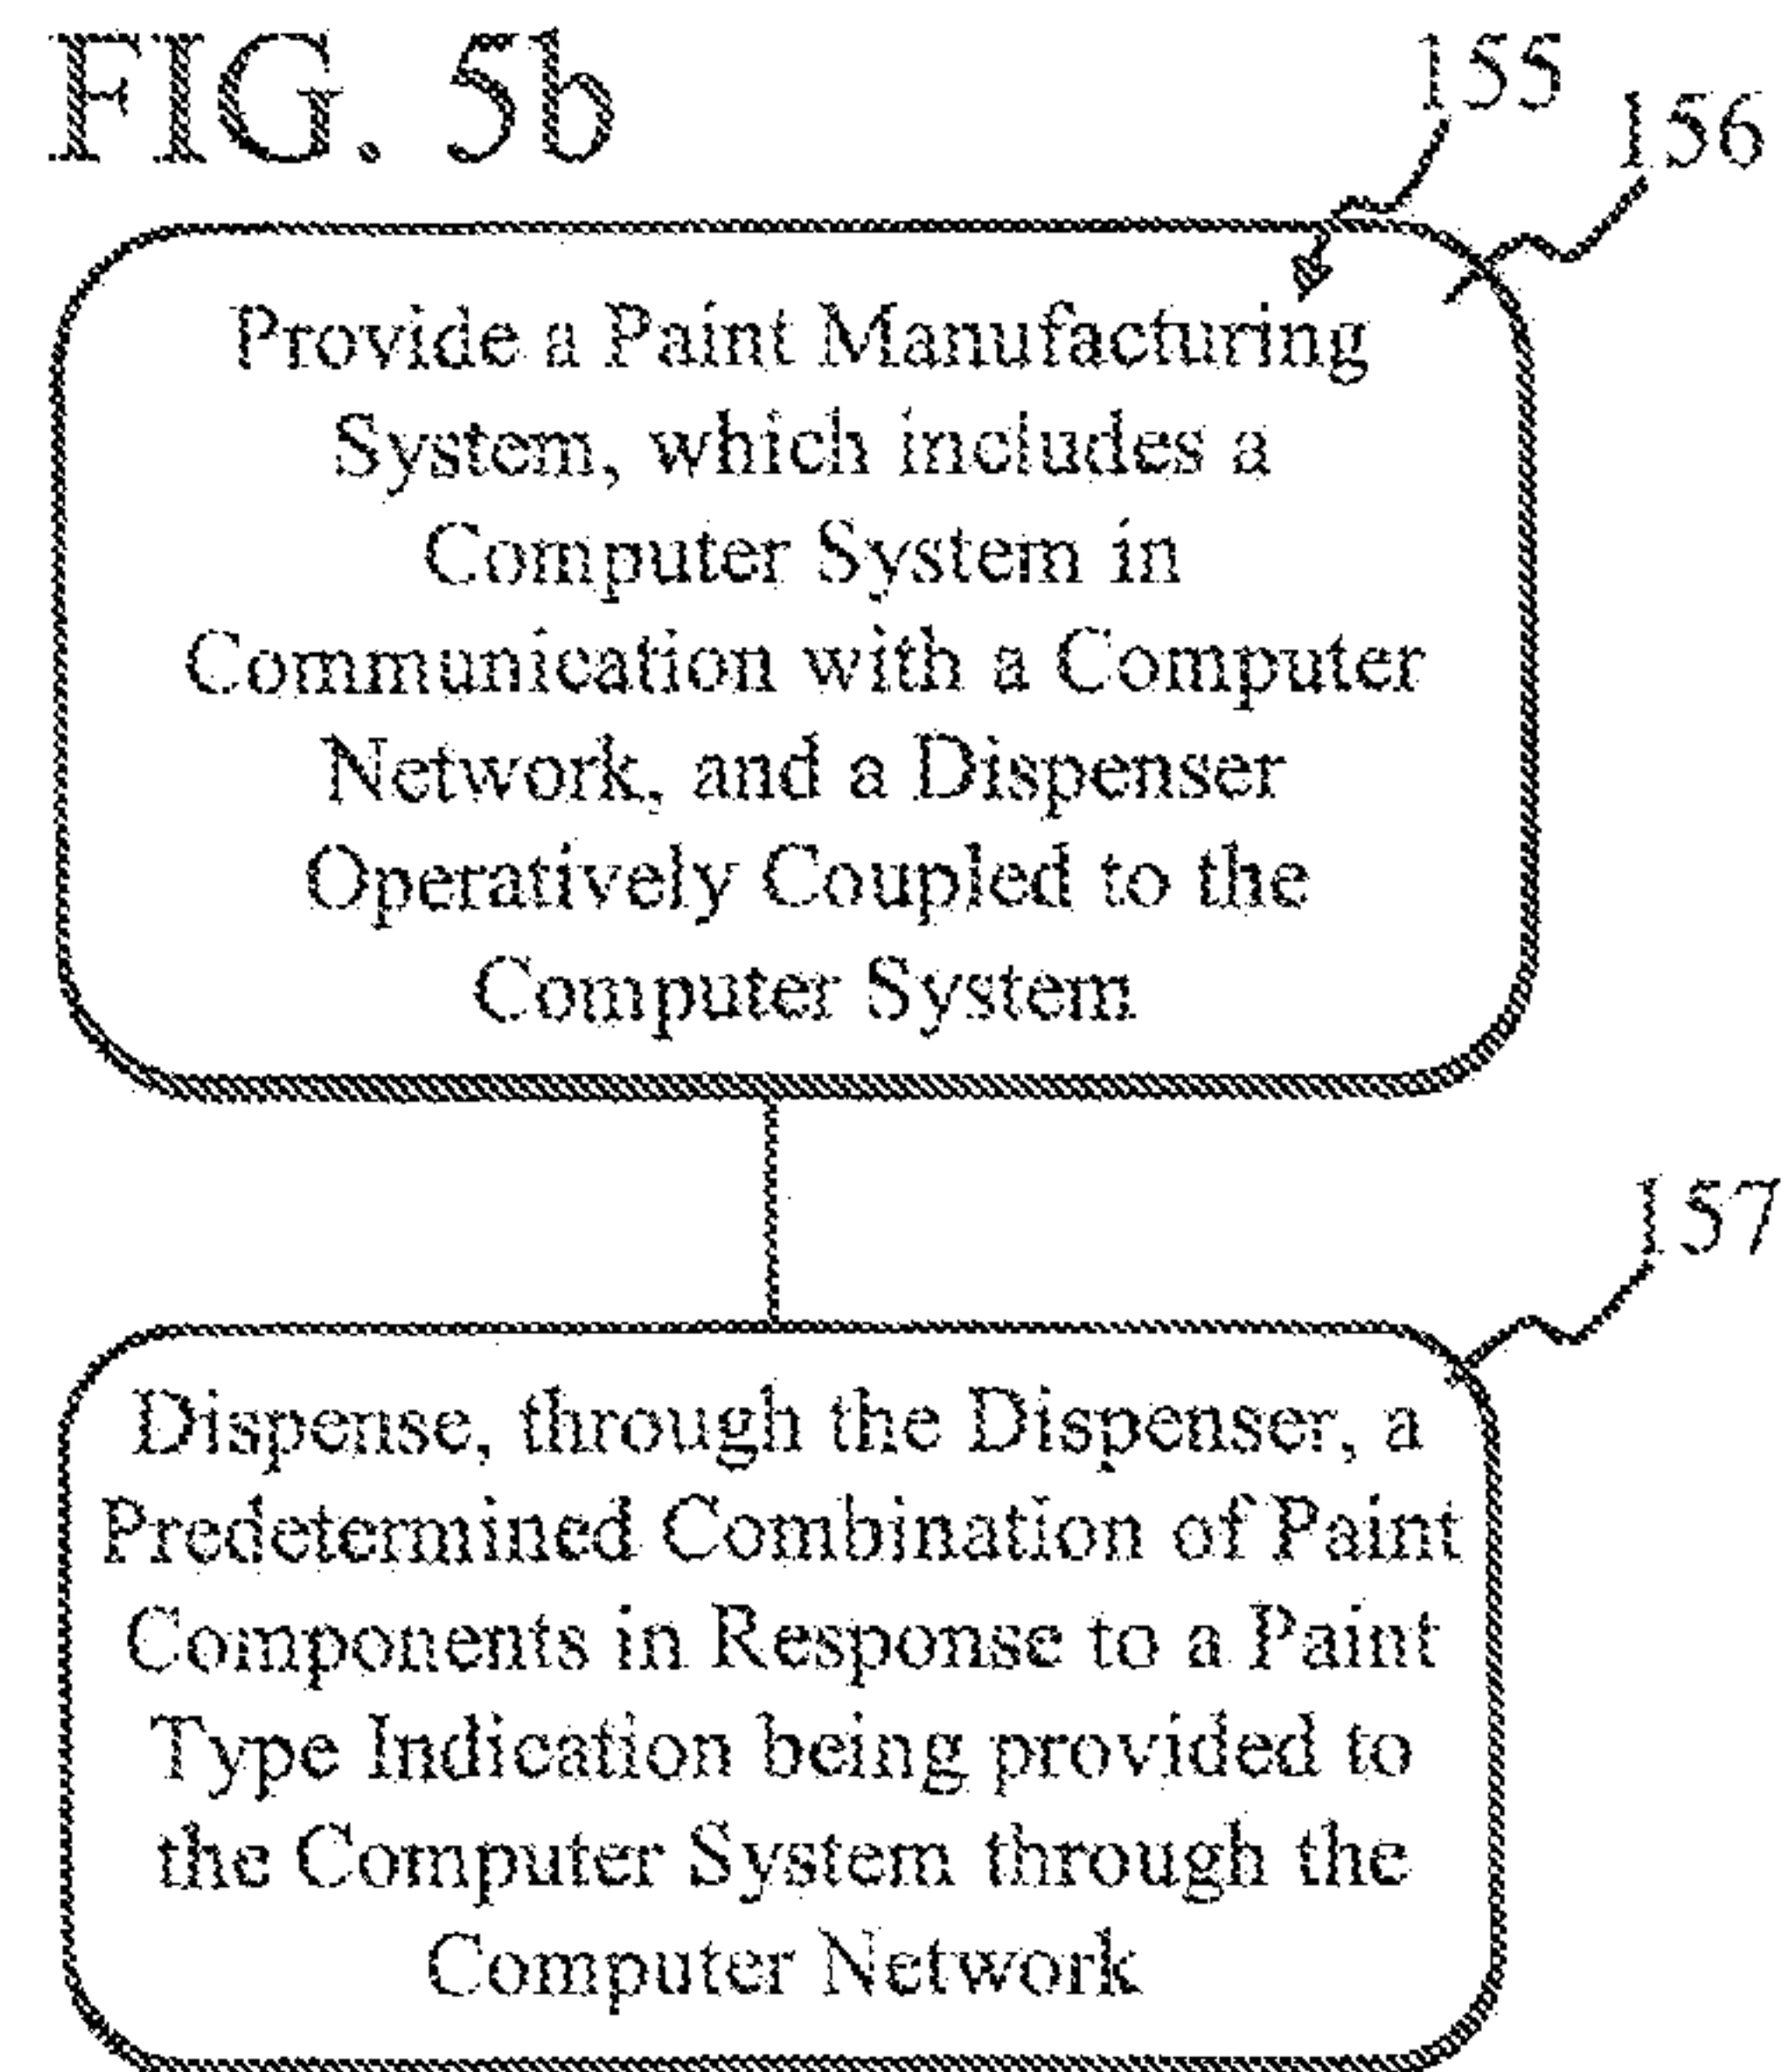 FIG. 5b
155
156
Provide a Paint Manufacturing
System, which includes a
Computer System in
Communication with a Computer
Network, and a Dispenser
Operatively Coupled to the
Computer System
157
Dispense, through the Dispenser, a
Predetermined Combination of Paint
Components in Response to a Paint
Type Indication being provided to
the Computer System through the
Computer Network